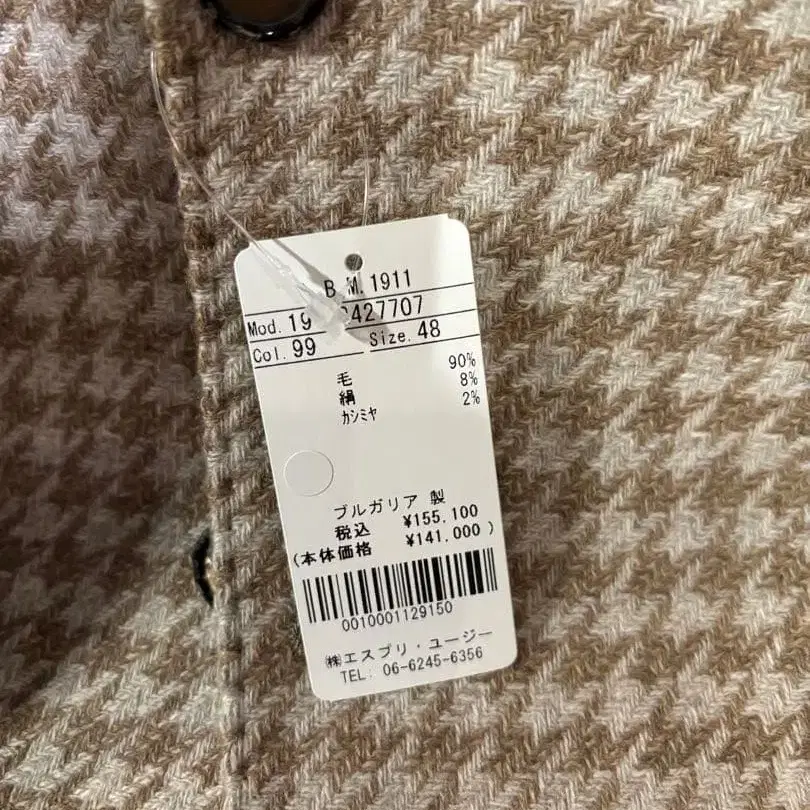 B.M.1911
Mod. 19 427707
Col. 99 Size. 48
毛 90%
絹 8%
カシミヤ 2%
ブルガリア 製
税込 ¥155,100
(本体価格 ¥141,000 )
0010001129150
㈱エスプリ・ユージー
TEL: 06-6245-6356